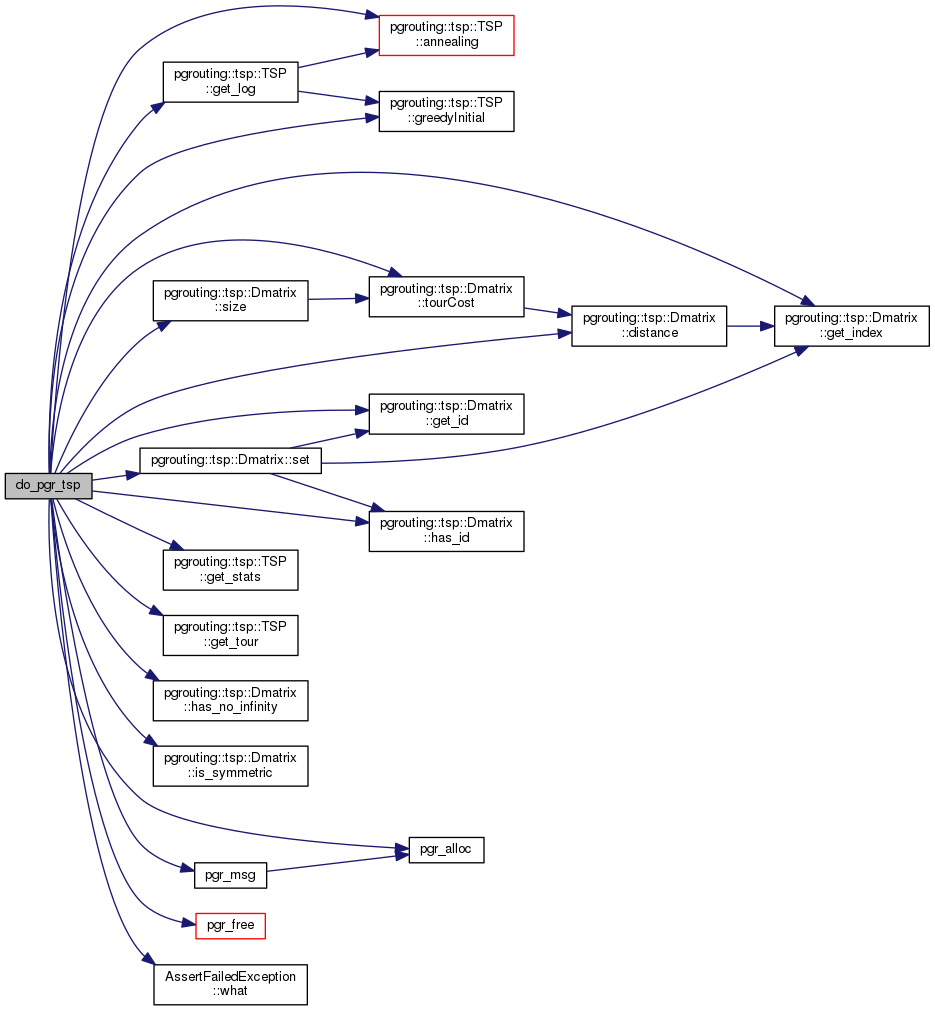 pgrouting::tsp::TSP
::annealing
pgrouting::tsp::TSP
::get_log
pgrouting::tsp::TSP
::greedyInitial
pgrouting::tsp::Dmatrix
::size
pgrouting::tsp::Dmatrix
::tourCost
pgrouting::tsp::Dmatrix
::distance
pgrouting::tsp::Dmatrix
::get_index
pgrouting::tsp::Dmatrix
::get_id
pgrouting::tsp::Dmatrix::set
do_pgr_tsp
pgrouting::tsp::Dmatrix
::has_id
pgrouting::tsp::TSP
::get_stats
pgrouting::tsp::TSP
::get_tour
pgrouting::tsp::Dmatrix
::has_no_infinity
pgrouting::tsp::Dmatrix
::is_symmetric
pgr_alloc
pgr_msg
pgr_free
AssertFailedException
::what